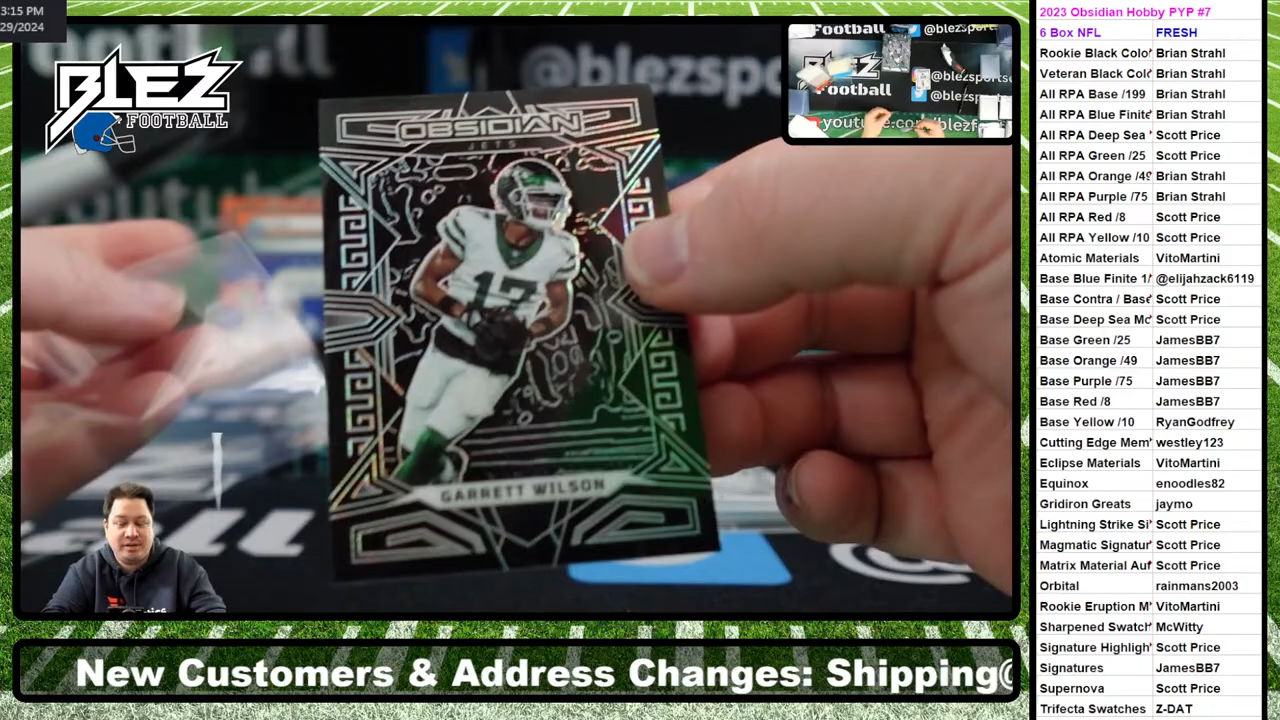 3:15 PM
29/2024
BLEZ
FOOTBALL
@blezspo
OBSIDIAN
JETS
17
GARRETT WILSON
Football
@blezsports
@blezsports
Football
youtube.com/blezf
New Customers & Address Changes: Shipping@
2023 Obsidian Hobby PYP #7
6 Box NFL FRESH
Rookie Black Colo Brian Strahl
Veteran Black Colo Brian Strahl
All RPA Base /199 Brian Strahl
All RPA Blue Finite Brian Strahl
All RPA Deep Sea Scott Price
All RPA Green /25 Scott Price
All RPA Orange /49 Brian Strahl
All RPA Purple /75 Brian Strahl
All RPA Red /8 Scott Price
All RPA Yellow /10 Scott Price
Atomic Materials VitoMartini
Base Blue Finite 1/ @elijahzack6119
Base Contra / Base Scott Price
Base Deep Sea Mo Scott Price
Base Green /25 JamesBB7
Base Orange /49 JamesBB7
Base Purple /75 JamesBB7
Base Red /8 JamesBB7
Base Yellow /10 RyanGodfrey
Cutting Edge Mem westley123
Eclipse Materials VitoMartini
Equinox enoodles82
Gridiron Greats jaymo
Lightning Strike Si Scott Price
Magmatic Signatur Scott Price
Matrix Material Au Scott Price
Orbital rainmans2003
Rookie Eruption M VitoMartini
Sharpened Swatch McWitty
Signature Highligh Scott Price
Signatures JamesBB7
Supernova Scott Price
Trifecta Swatches Z-DAT